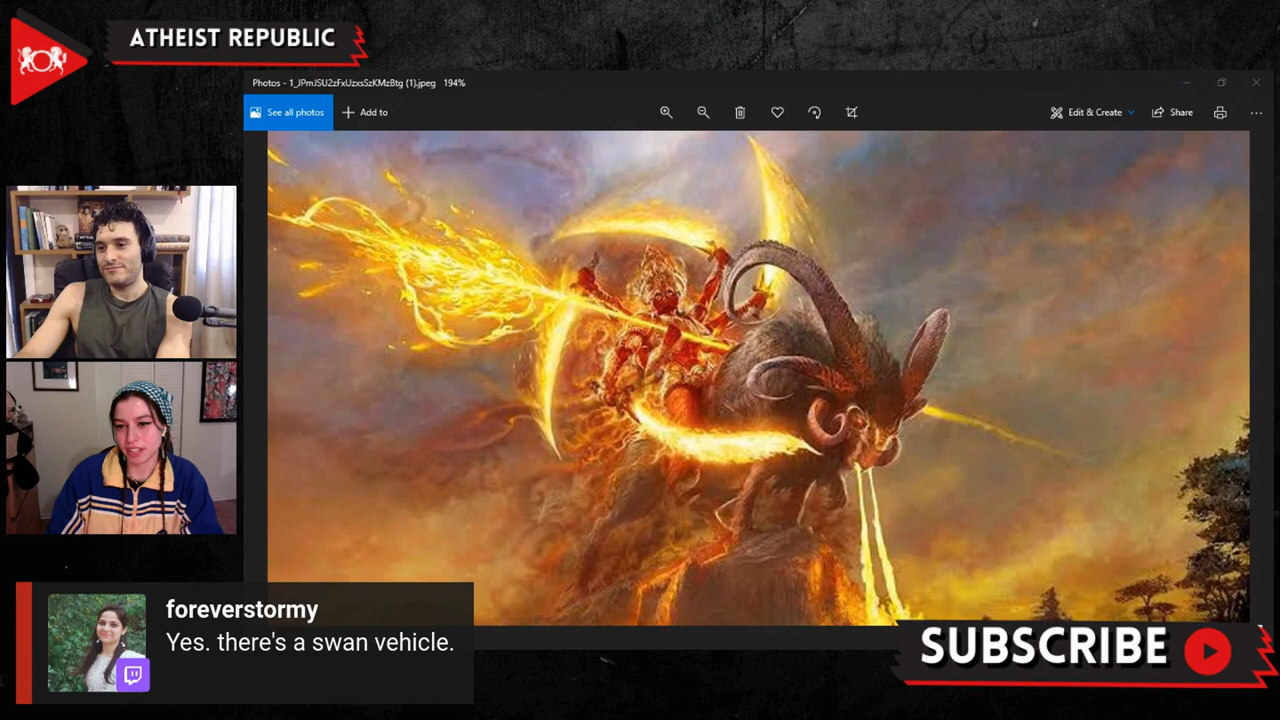 ATHEIST REPUBLIC
Photos - 1_JPmJSU2zFxUzxsSzKMzBtg (1).jpeg 194%
See all photos
Add to
Edit & Create
Share
foreverstormy
Yes. there's a swan vehicle.
SUBSCRIBE